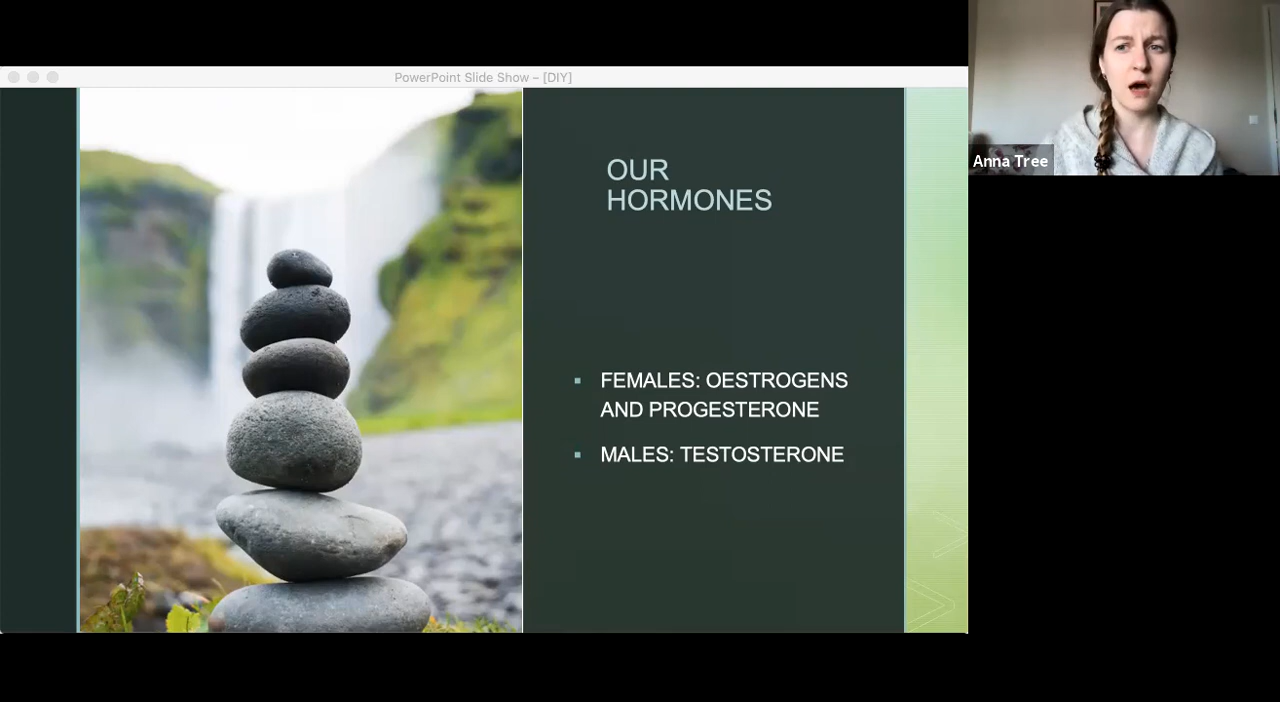 PowerPoint Slide Show – [DIY]
Anna Tree
OUR
HORMONES
▪ FEMALES: OESTROGENS
AND PROGESTERONE
▪ MALES: TESTOSTERONE